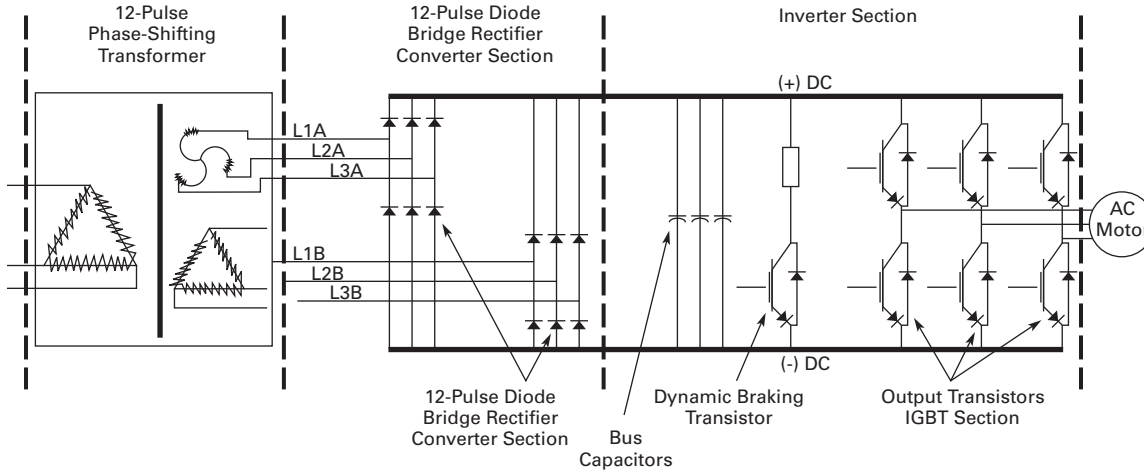 12-Pulse
Phase-Shifting
Transformer
12-Pulse Diode
Bridge Rectifier
Converter Section
Inverter Section
(+) DC
L1A
L2A
L3A
L1B
L2B
L3B
AC
Motor
(-) DC
12-Pulse Diode
Bridge Rectifier
Converter Section
Bus
Capacitors
Dynamic Braking
Transistor
Output Transistors
IGBT Section